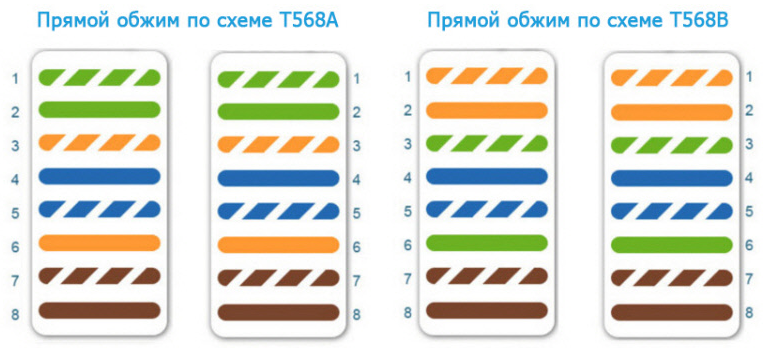 Прямой обжим по схеме T568A
Прямой обжим по схеме T568B
1 1 1 1
2 2 2 2
3 3 3 3
4 4 4 4
5 5 5 5
6 6 6 6
7 7 7 7
8 8 8 8